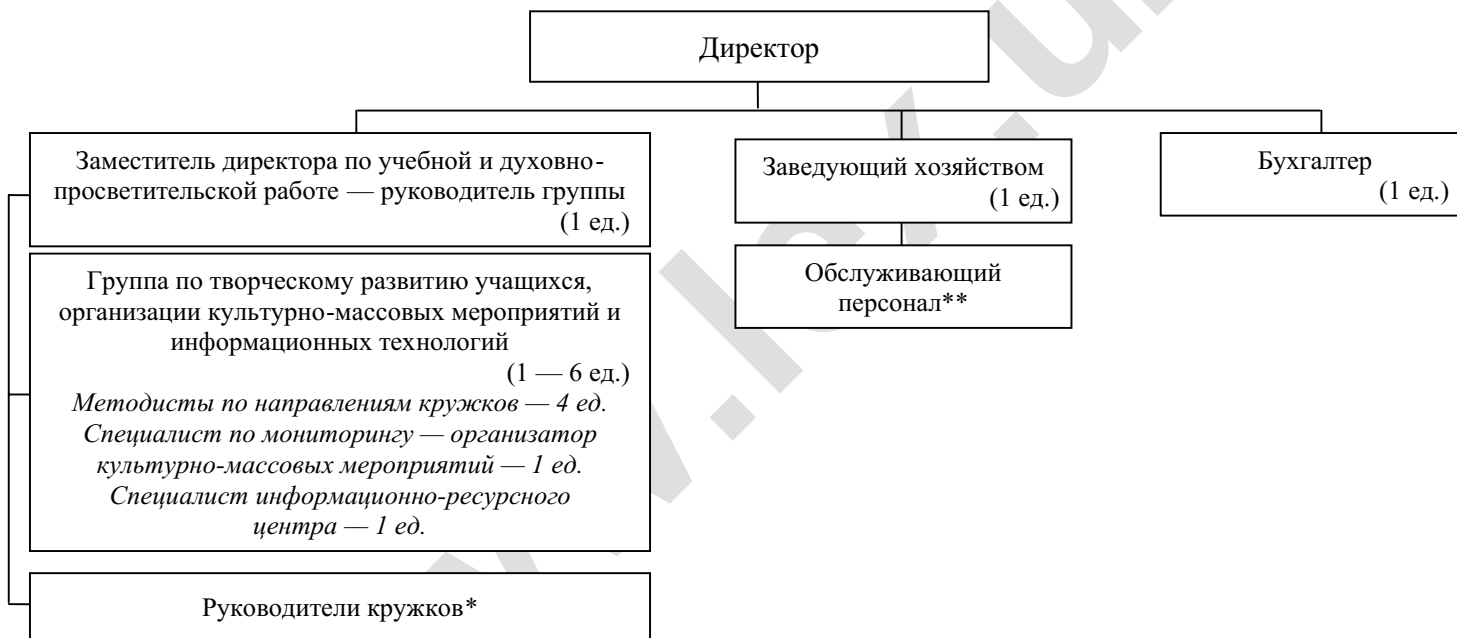 Директор
Заместитель директора по учебной и духовно-
просветительской работе — руководитель группы
(1 ед.)
Заведующий хозяйством
(1 ед.)
Бухгалтер
(1 ед.)
Группа по творческому развитию учащихся,
организации культурно-массовых мероприятий и
информационных технологий
(1 — 6 ед.)
Методисты по направлениям кружков — 4 ед.
Специалист по мониторингу — организатор
культурно-массовых мероприятий — 1 ед.
Специалист информационно-ресурсного
центра — 1 ед.
Обслуживающий
персонал**
Руководители кружков*